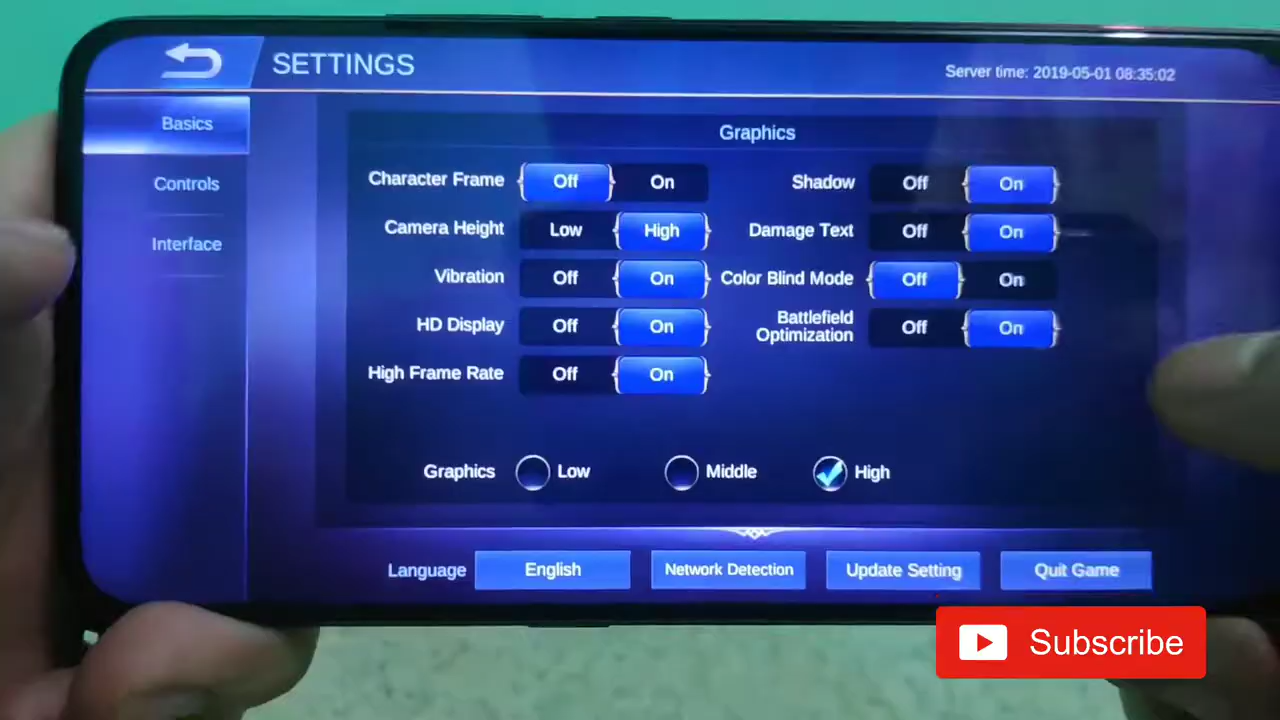 SETTINGS
Server time: 2019-05-01 08:35:02
Basics
Controls
Interface
Graphics
Character Frame Off On
Shadow Off On
Camera Height Low High
Damage Text Off On
Vibration Off On
Color Blind Mode Off On
HD Display Off On
Battlefield
Optimization Off On
High Frame Rate Off On
Graphics Low Middle High
Language English Network Detection Update Setting Quit Game
Subscribe